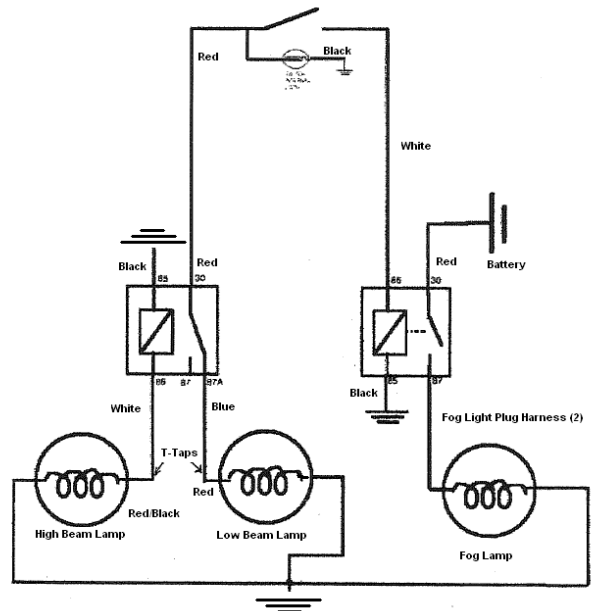 Red
Black
White
Black
85
Red
30
Red
Battery
86
30
86
87
87A
85
87
Black
White
Blue
Fog Light Plug Harness (2)
T-Taps
Red
Red/Black
High Beam Lamp
Low Beam Lamp
Fog Lamp